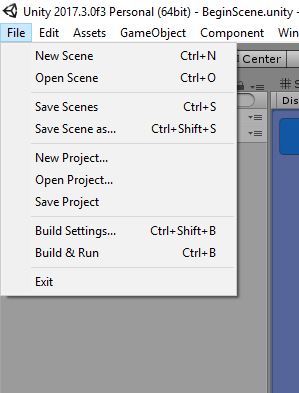 Unity 2017.3.0f3 Personal (64bit) - BeginScene.unity -
File Edit Assets GameObject Component
New Scene Ctrl+N
Open Scene Ctrl+O
Save Scenes Ctrl+S
Save Scene as... Ctrl+Shift+S
New Project...
Open Project...
Save Project
Build Settings... Ctrl+Shift+B
Build & Run Ctrl+B
Exit
Center